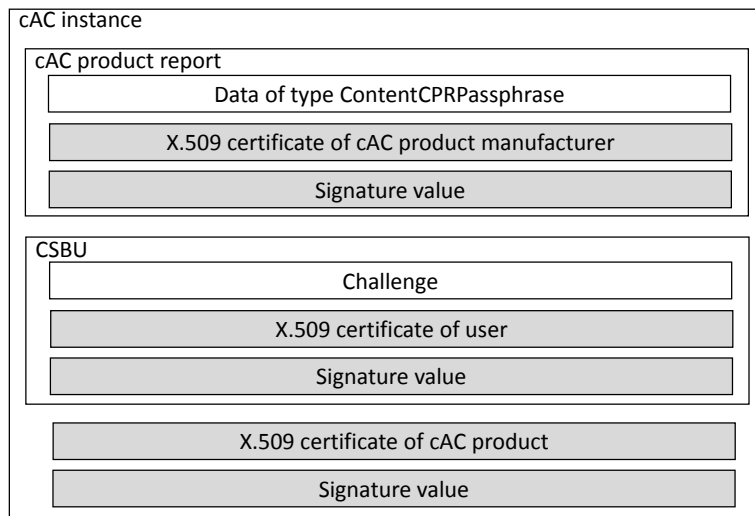 cAC instance
cAC product report
Data of type ContentCPRPassphrase
X.509 certificate of cAC product manufacturer
Signature value
CSBU
Challenge
X.509 certificate of user
Signature value
X.509 certificate of cAC product
Signature value